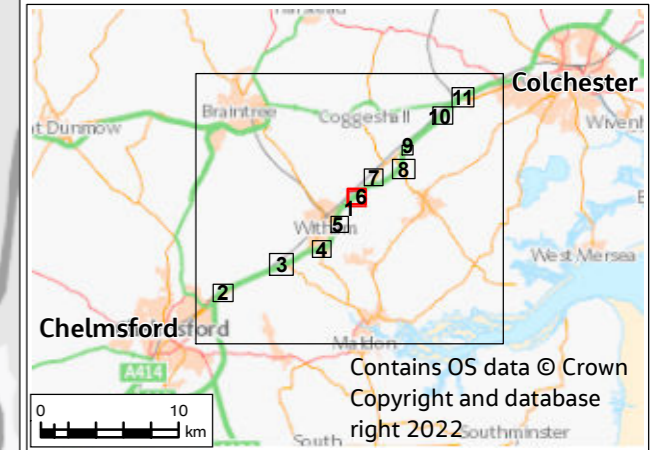 Colchester
Braintree
Coggeshall
t Dunmow
Wivenh
11
10
9
8
7
6
1
5
Witham
4
3
2
West Mersea
Chelmsford
Maldon
A414
Contains OS data © Crown
Copyright and database
right 2022
Southminster
South
0 10
km